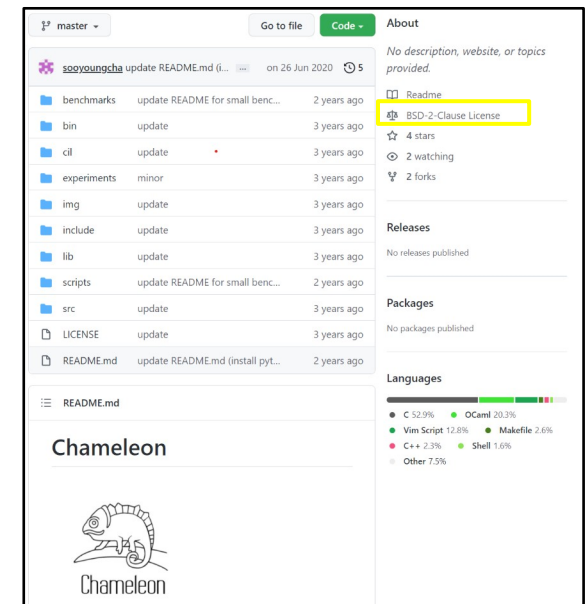 master
Go to file
Code
sooyoungcha update README.md (i... ... on 26 Jun 2020 5
benchmarks update README for small benc... 2 years ago
bin update 3 years ago
cil update 3 years ago
experiments minor 3 years ago
img update 3 years ago
include update 3 years ago
lib update 3 years ago
scripts update README for small benc... 2 years ago
src update 3 years ago
LICENSE update 3 years ago
README.md update README.md (install pyt... 2 years ago
README.md
Chameleon
Chameleon
About
No description, website, or topics
provided.
Readme
BSD-2-Clause License
4 stars
2 watching
2 forks
Releases
No releases published
Packages
No packages published
Languages
C 52.9% OCaml 20.3%
Vim Script 12.8% Makefile 2.6%
C++ 2.3% Shell 1.6%
Other 7.5%